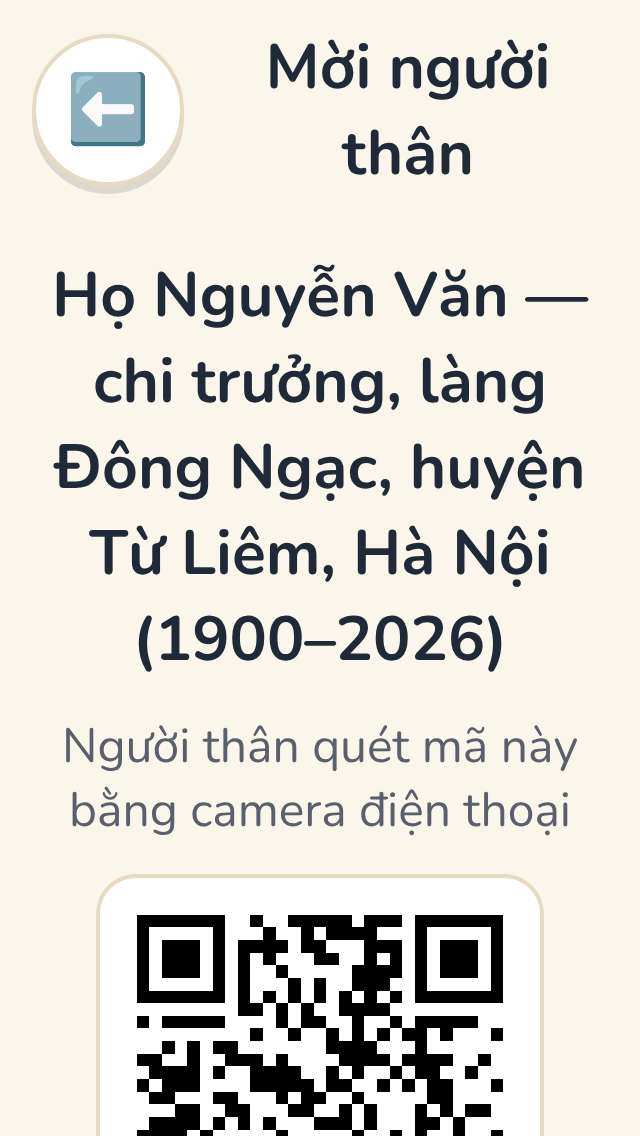 Mời người
thân
Họ Nguyễn Văn —
chi trưởng, làng
Đông Ngạc, huyện
Từ Liêm, Hà Nội
(1900–2026)
Người thân quét mã này
bằng camera điện thoại